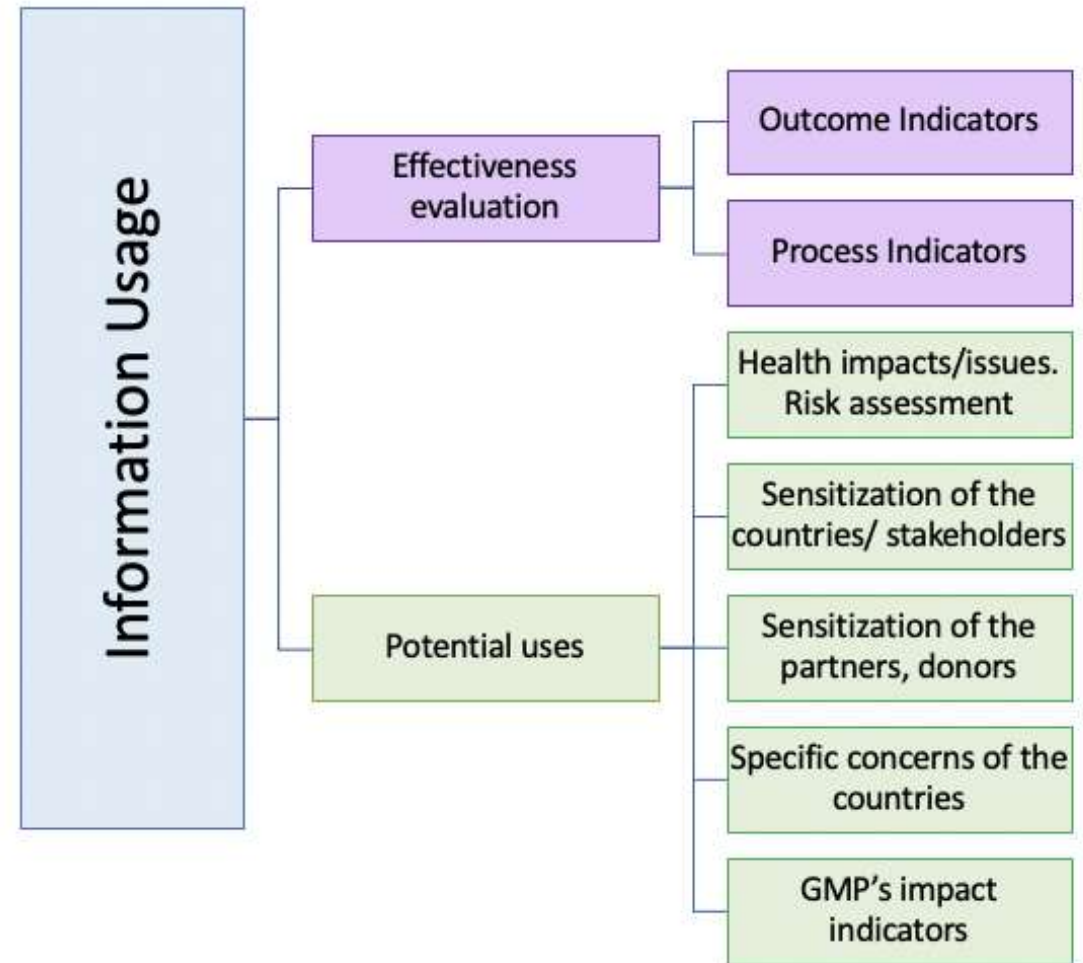 Information Usage
Effectiveness
evaluation
Outcome Indicators
Process Indicators
Potential uses
Health impacts/issues.
Risk assessment
Sensitization of the
countries/ stakeholders
Sensitization of the
partners, donors
Specific concerns of the
countries
GMP's impact
indicators